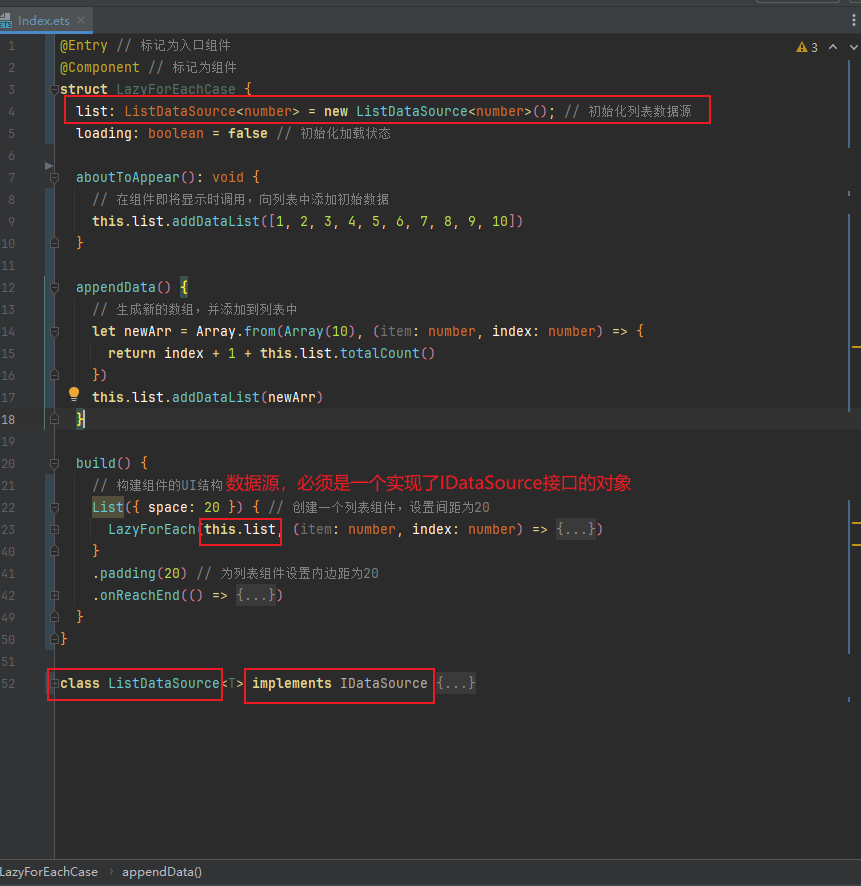 Index.ets
3
1 @Entry // 标记为入口组件
2 @Component // 标记为组件
3 struct LazyForEachCase {
4 list: ListDataSource<number> = new ListDataSource<number>(); // 初始化列表数据源
5 loading: boolean = false // 初始化加载状态
6
7 aboutToAppear(): void {
8 // 在组件即将显示时调用，向列表中添加初始数据
9 this.list.addDataList([1, 2, 3, 4, 5, 6, 7, 8, 9, 10])
10 }
11
12 appendData() {
13 // 生成新的数组，并添加到列表中
14 let newArr = Array.from(Array(10), (item: number, index: number) => {
15 return index + 1 + this.list.totalCount()
16 })
17 this.list.addDataList(newArr)
18 }
19
20 build() {
21 // 构建组件的UI结构 数据源，必须是一个实现了IDataSource接口的对象
22 List({ space: 20 }) { // 创建一个列表组件，设置间距为20
23 LazyForEach(this.list, (item: number, index: number) => {...})
40 }
41 .padding(20) // 为列表组件设置内边距为20
42 .onReachEnd(() => {...})
49 }
50 }
51
52 class ListDataSource<T> implements IDataSource {...}
LazyForEachCase › appendData()